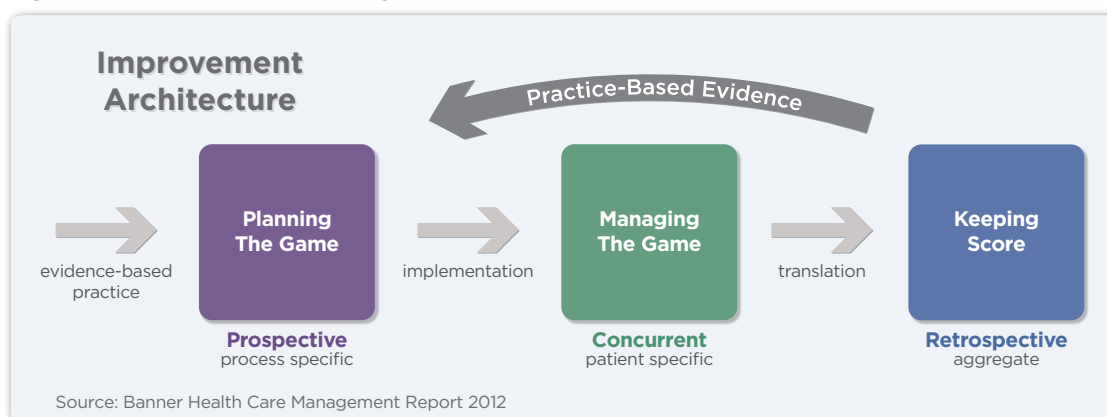 Improvement
Architecture
Practice-Based Evidence
evidence-based
practice
Planning
The Game
Prospective
process specific
implementation
Managing
The Game
Concurrent
patient specific
translation
Keeping
Score
Retrospective
aggregate
Source: Banner Health Care Management Report 2012